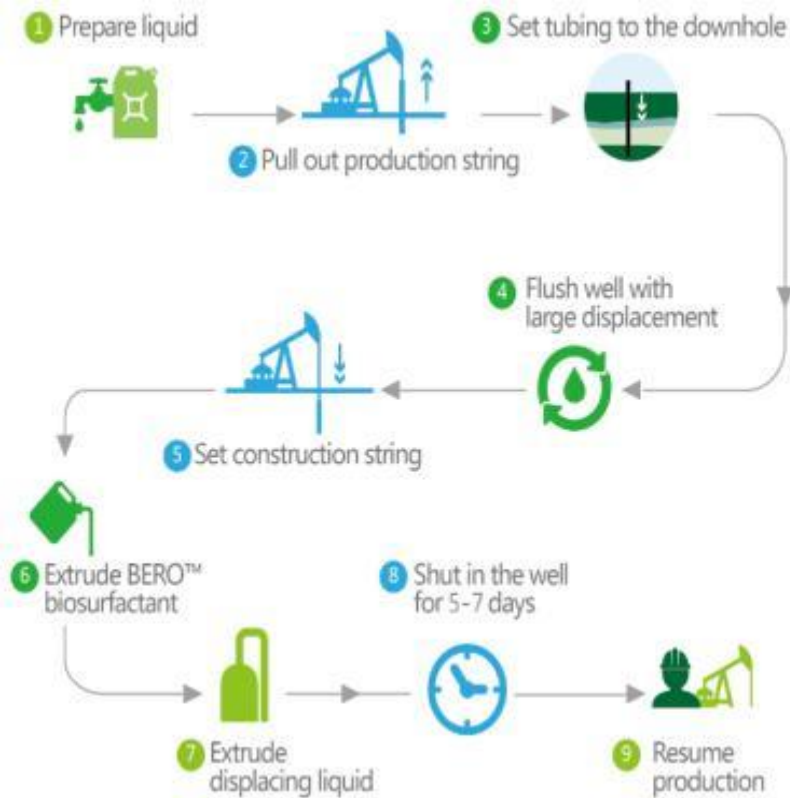 1 Prepare liquid
2 Pull out production string
3 Set tubing to the downhole
4 Flush well with
large displacement
5 Set construction string
6 Extrude BERO™
biosurfactant
7 Extrude
displacing liquid
8 Shut in the well
for 5-7 days
9 Resume
production